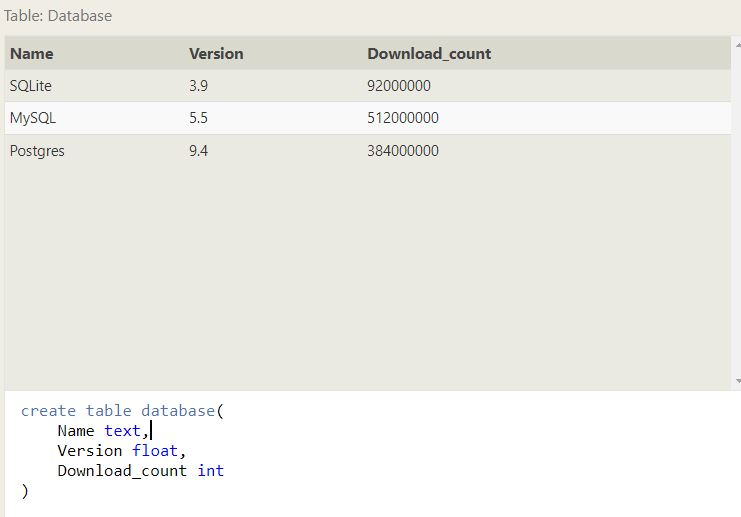 Table: Database
Name Version Download_count
SQLite 3.9 92000000
MySQL 5.5 512000000
Postgres 9.4 384000000
create table database(
    Name text,
    Version float,
    Download_count int
)